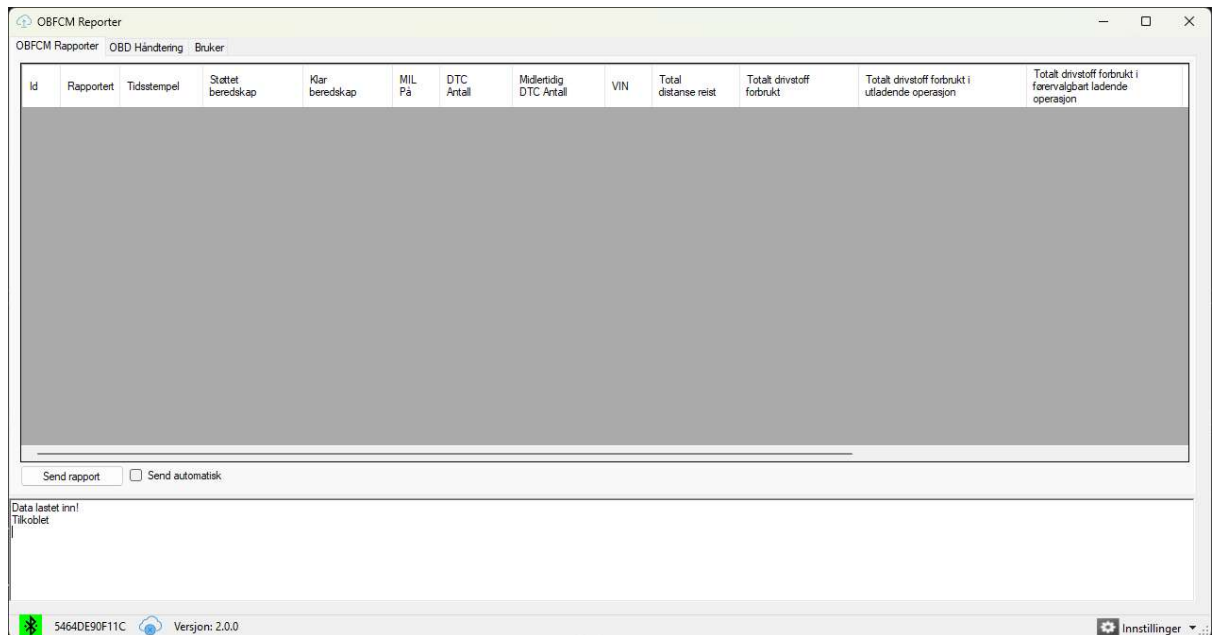 OBFCM Reporter
OBFCM Rapporter OBD Håndtering Bruker
Id
Rapportert
Tidsstempel
Støttet
beredskap
Klar
beredskap
MIL
På
DTC
Antall
Midlertidig
DTC Antall
VIN
Total
distanse reist
Totalt drivstoff
forbrukt
Totalt drivstoff forbrukt i
utladende operasjon
Totalt drivstoff forbrukt i
førervalgbart ladende
operasjon
Send rapport
Send automatisk
Data lastet inn!
Tilkoblet
5464DE90F11C Versjon: 2.0.0 Innstillinger